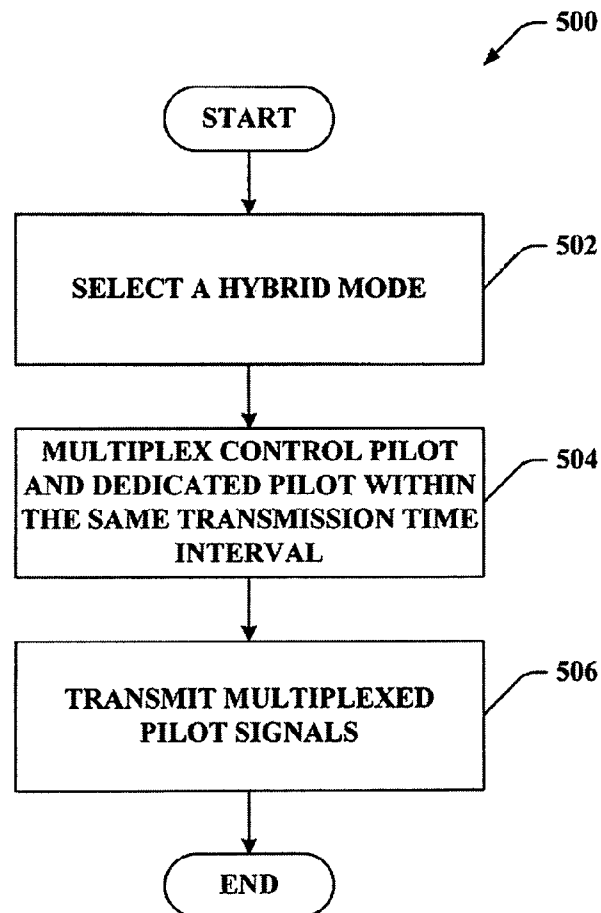 500
START
502
SELECT A HYBRID MODE
504
MULTIPLEX CONTROL PILOT
AND DEDICATED PILOT WITHIN
THE SAME TRANSMISSION TIME
INTERVAL
506
TRANSMIT MULTIPLEXED
PILOT SIGNALS
END